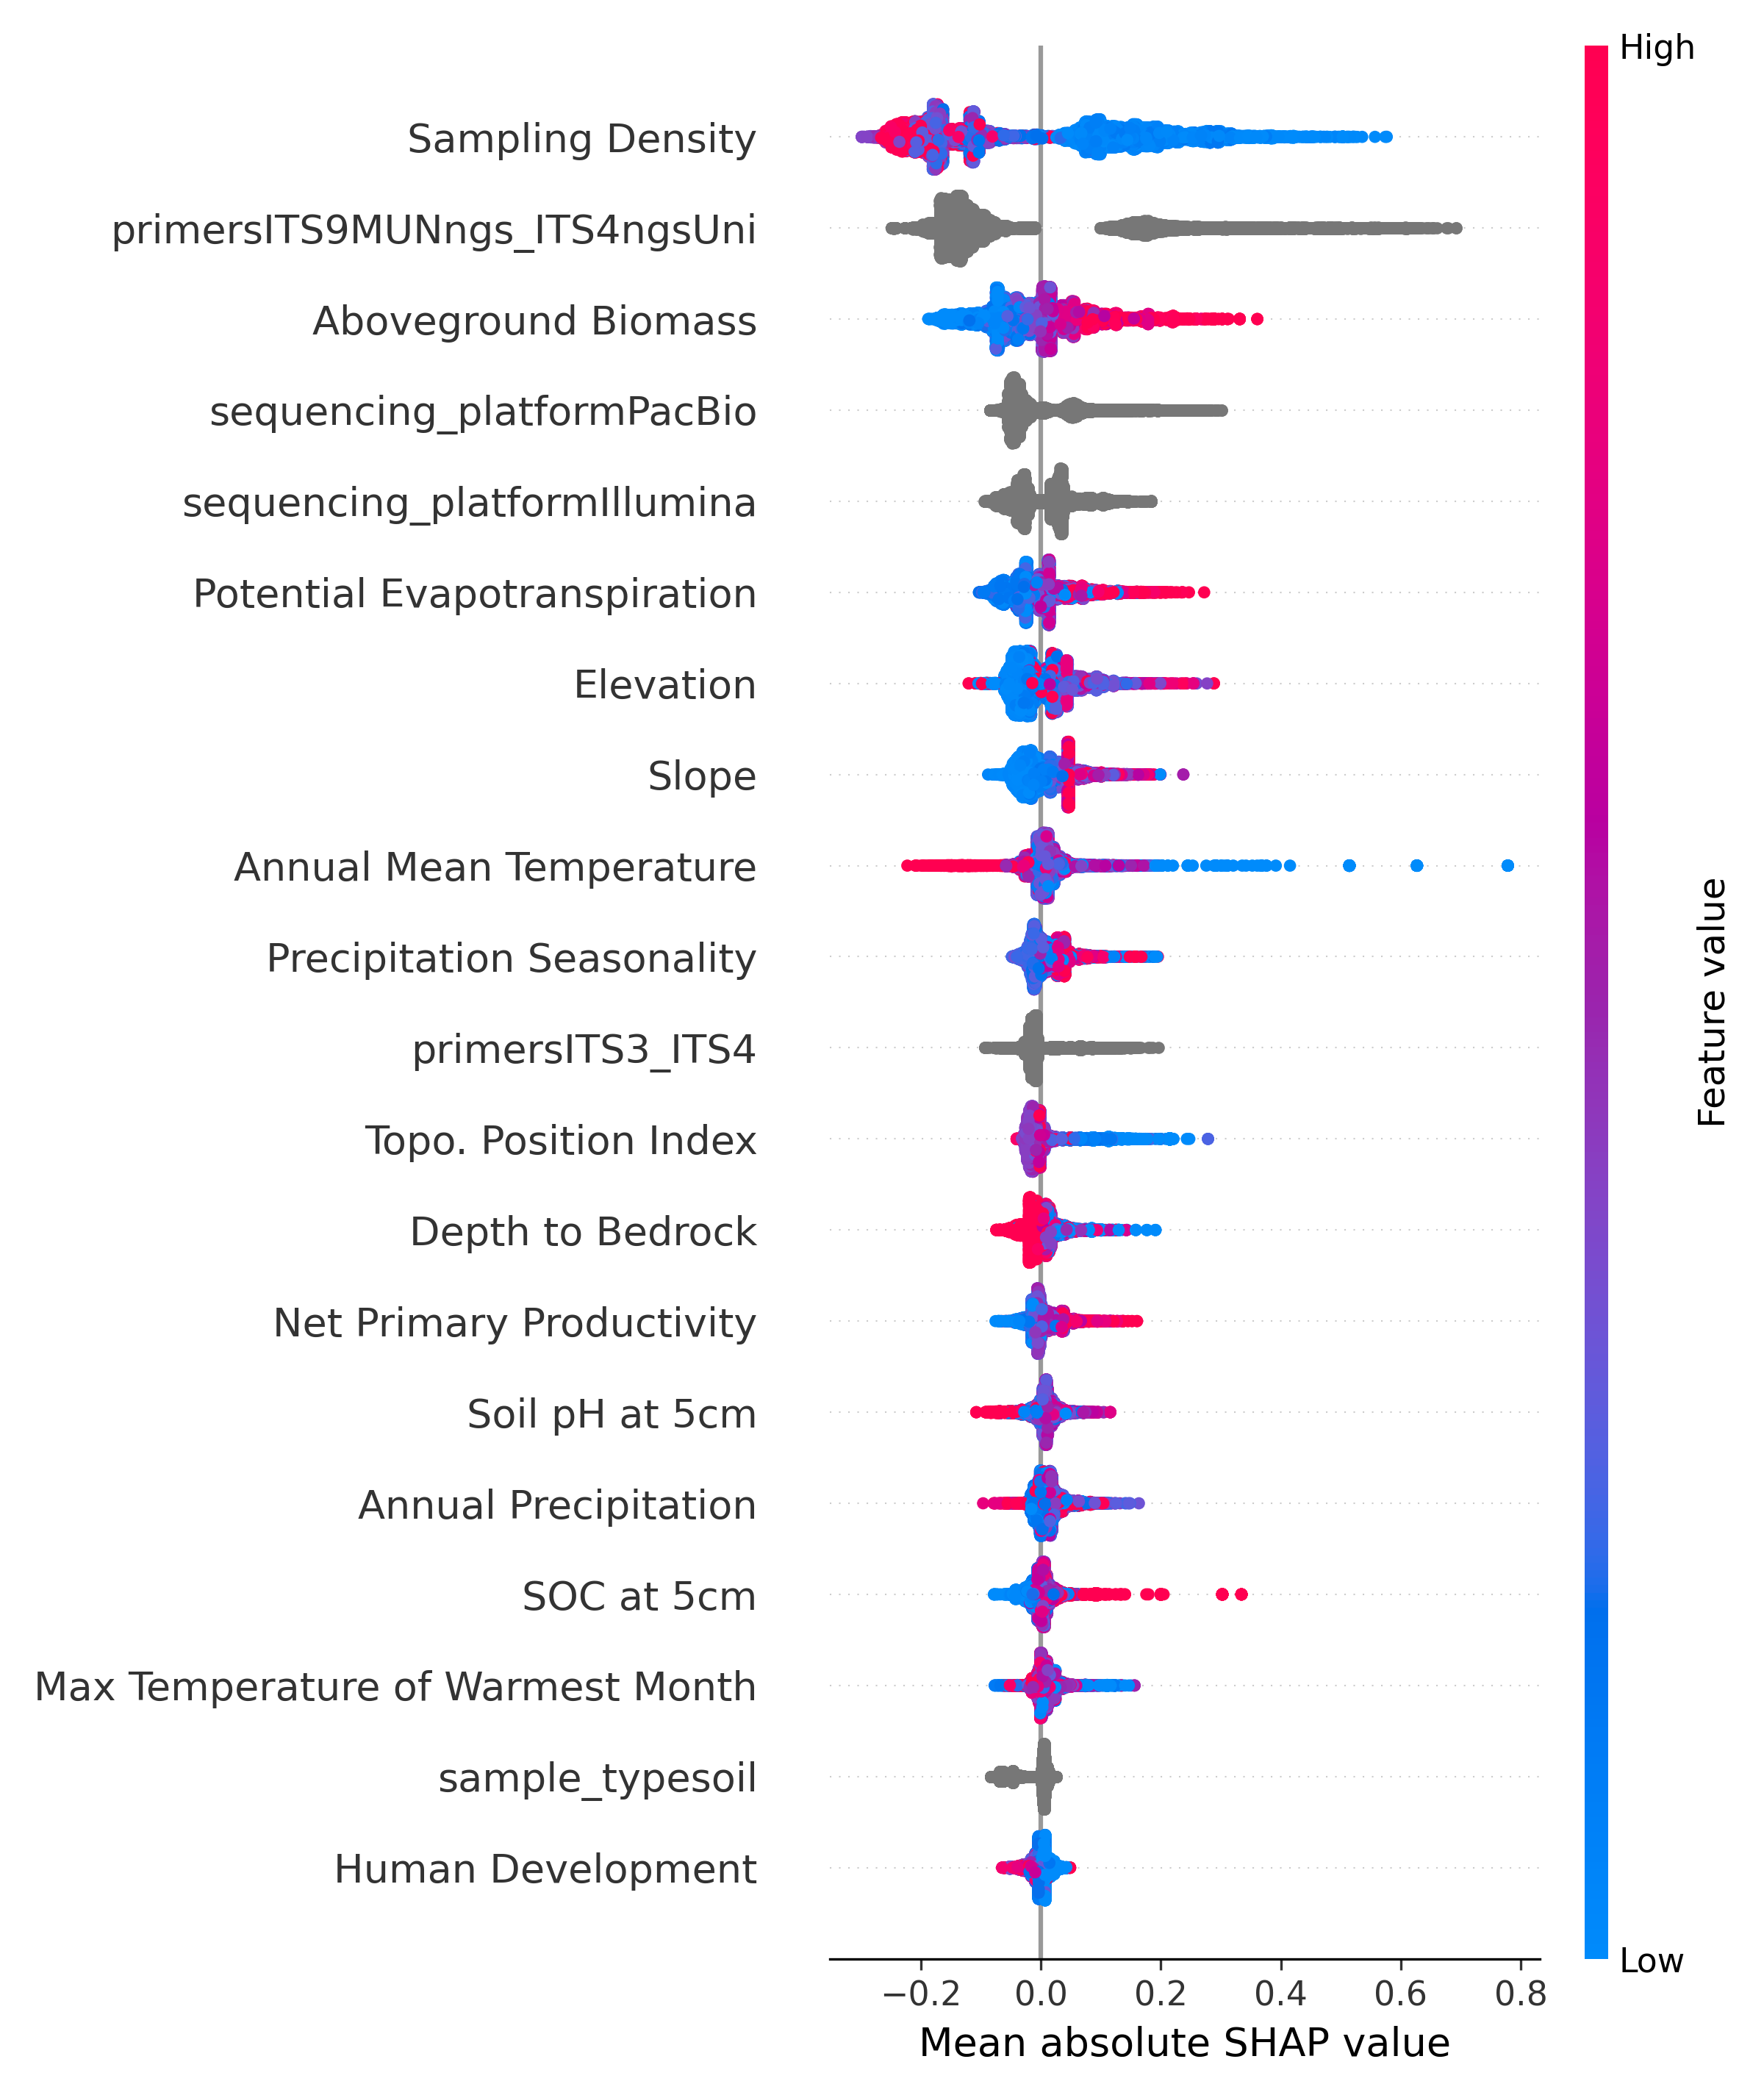 High
Sampling Density
primersITS9MUNngs_ITS4ngsUni
Aboveground Biomass
sequencing_platformPacBio
sequencing_platformIllumina
Potential Evapotranspiration
Elevation
Slope
Annual Mean Temperature
Precipitation Seasonality
primersITS3_ITS4
Topo. Position Index
Depth to Bedrock
Net Primary Productivity
Soil pH at 5cm
Annual Precipitation
SOC at 5cm
Max Temperature of Warmest Month
sample_typesoil
Human Development
Feature value
Low
−0.2 0.0 0.2 0.4 0.6 0.8
Mean absolute SHAP value